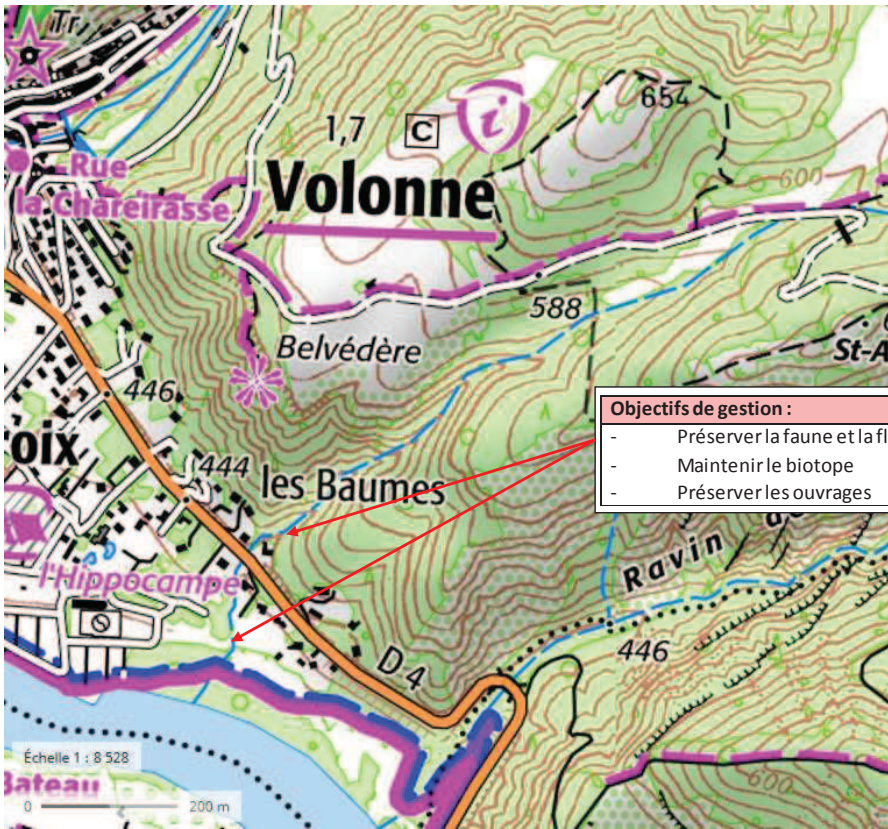 Tr
654
1,7
C
i
Rue
la Chareirasse
Volonne
600
588
Belvédère
St-A
446
Objectifs de gestion :
- Préserver la faune et la fl
- Maintenir le biotope
- Préserver les ouvrages
oix
444
les Baumes
l'Hippocampe
Ravin
446
D 4
Échelle 1 : 8 528
Bateau
0 200 m
600